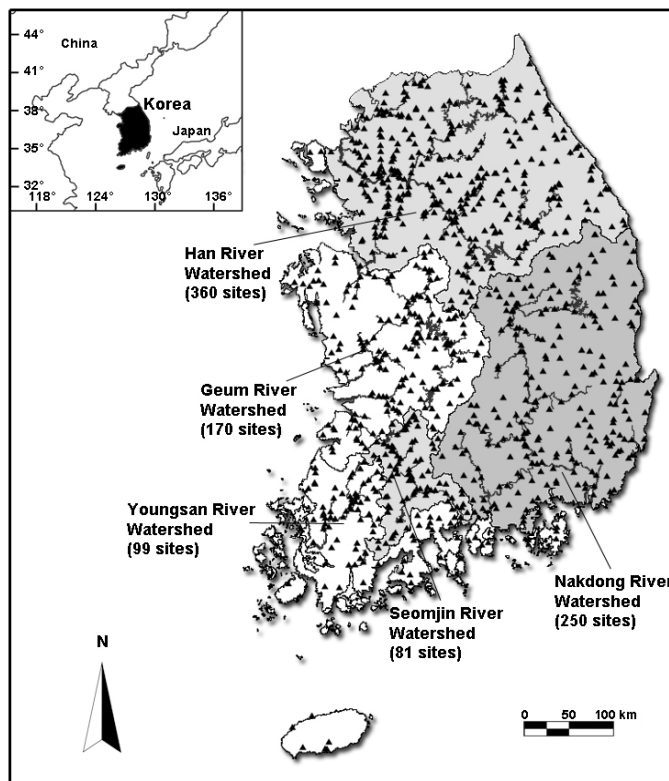 44°
China
41°
38°
Korea
35°
Japan
32°
118° 124° 130° 136°
Han River
Watershed
(360 sites)
Geum River
Watershed
(170 sites)
Youngsan River
Watershed
(99 sites)
Seomjin River
Watershed
(81 sites)
Nakdong River
Watershed
(250 sites)
N
0 50 100 km